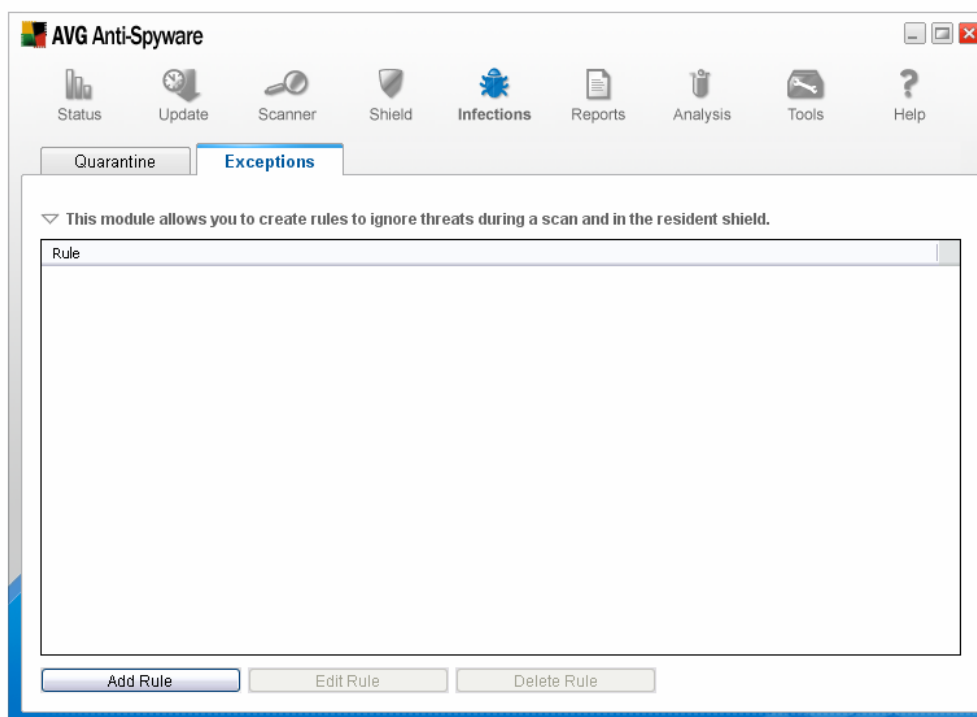 AVG Anti-Spyware
Status Update Scanner Shield Infections Reports Analysis Tools Help
Quarantine Exceptions
This module allows you to create rules to ignore threats during a scan and in the resident shield.
Rule
Add Rule Edit Rule Delete Rule